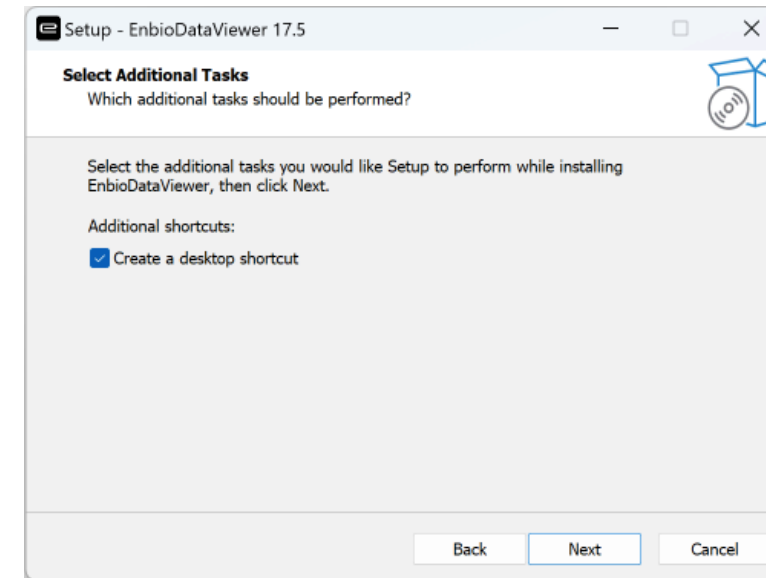 Setup - EnbioDataViewer 17.5
Select Additional Tasks
Which additional tasks should be performed?
Select the additional tasks you would like Setup to perform while installing
EnbioDataViewer, then click Next.
Additional shortcuts:
Create a desktop shortcut
Back Next Cancel